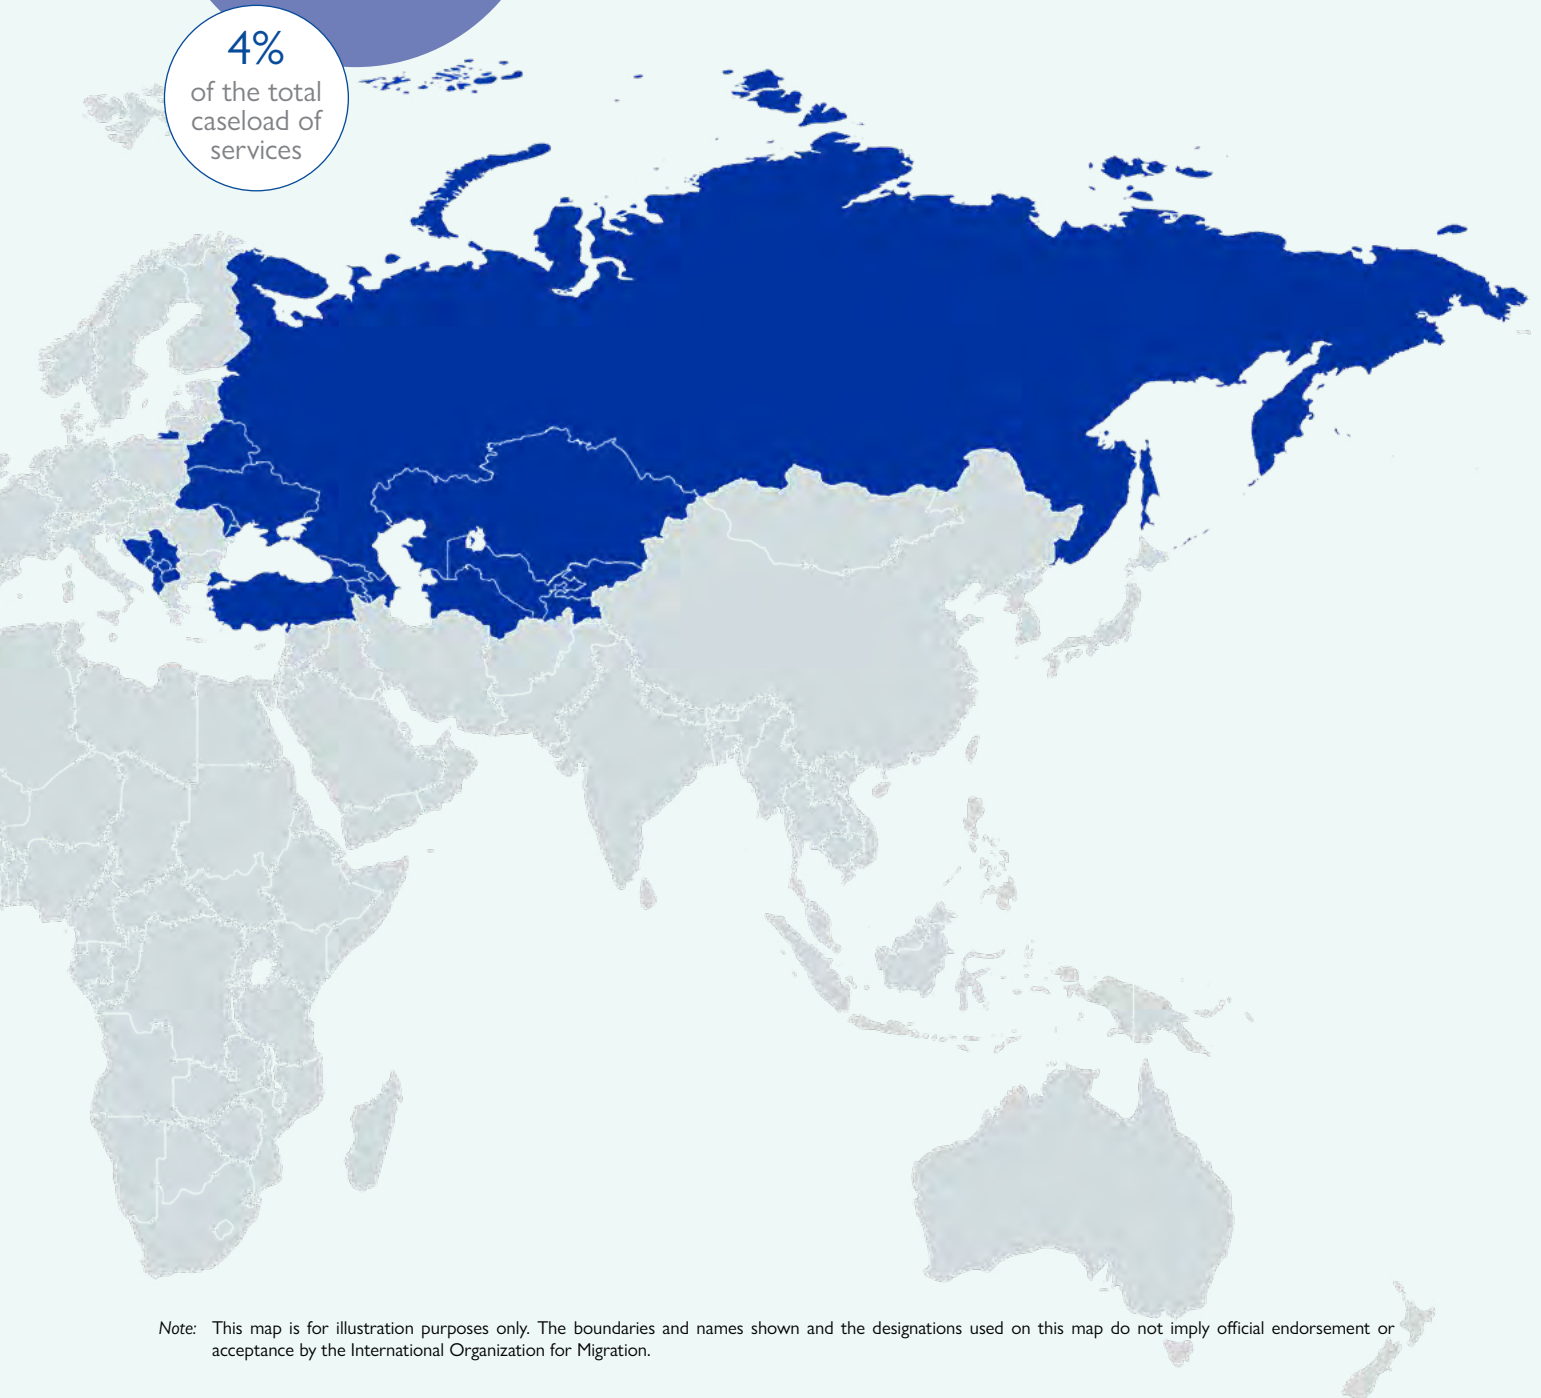 4%
of the total
caseload of
services
Note: This map is for illustration purposes only. The boundaries and names shown and the designations used on this map do not imply official endorsement or
acceptance by the International Organization for Migration.